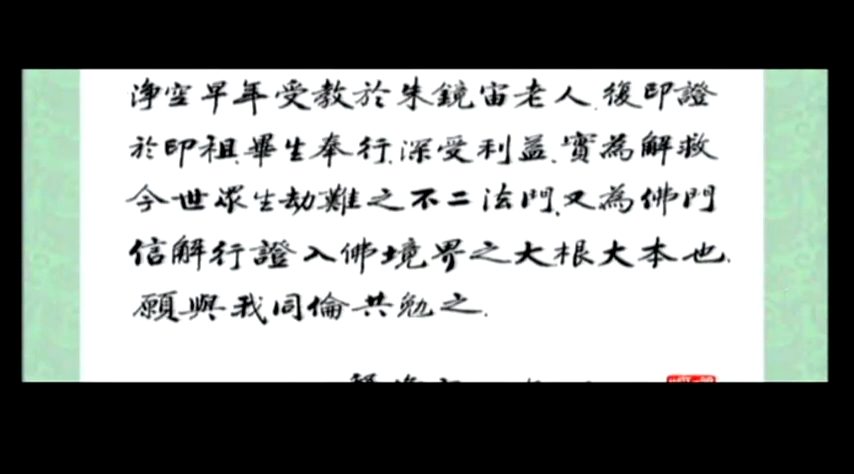 淨空早年受教於朱鏡宙老人.後印證
於印祖.畢生奉行.深受利益.實為解救
今世眾生劫難之不二法門.又為佛門
信解行證入佛境界之大根大本也.
願與我同倫共勉之.